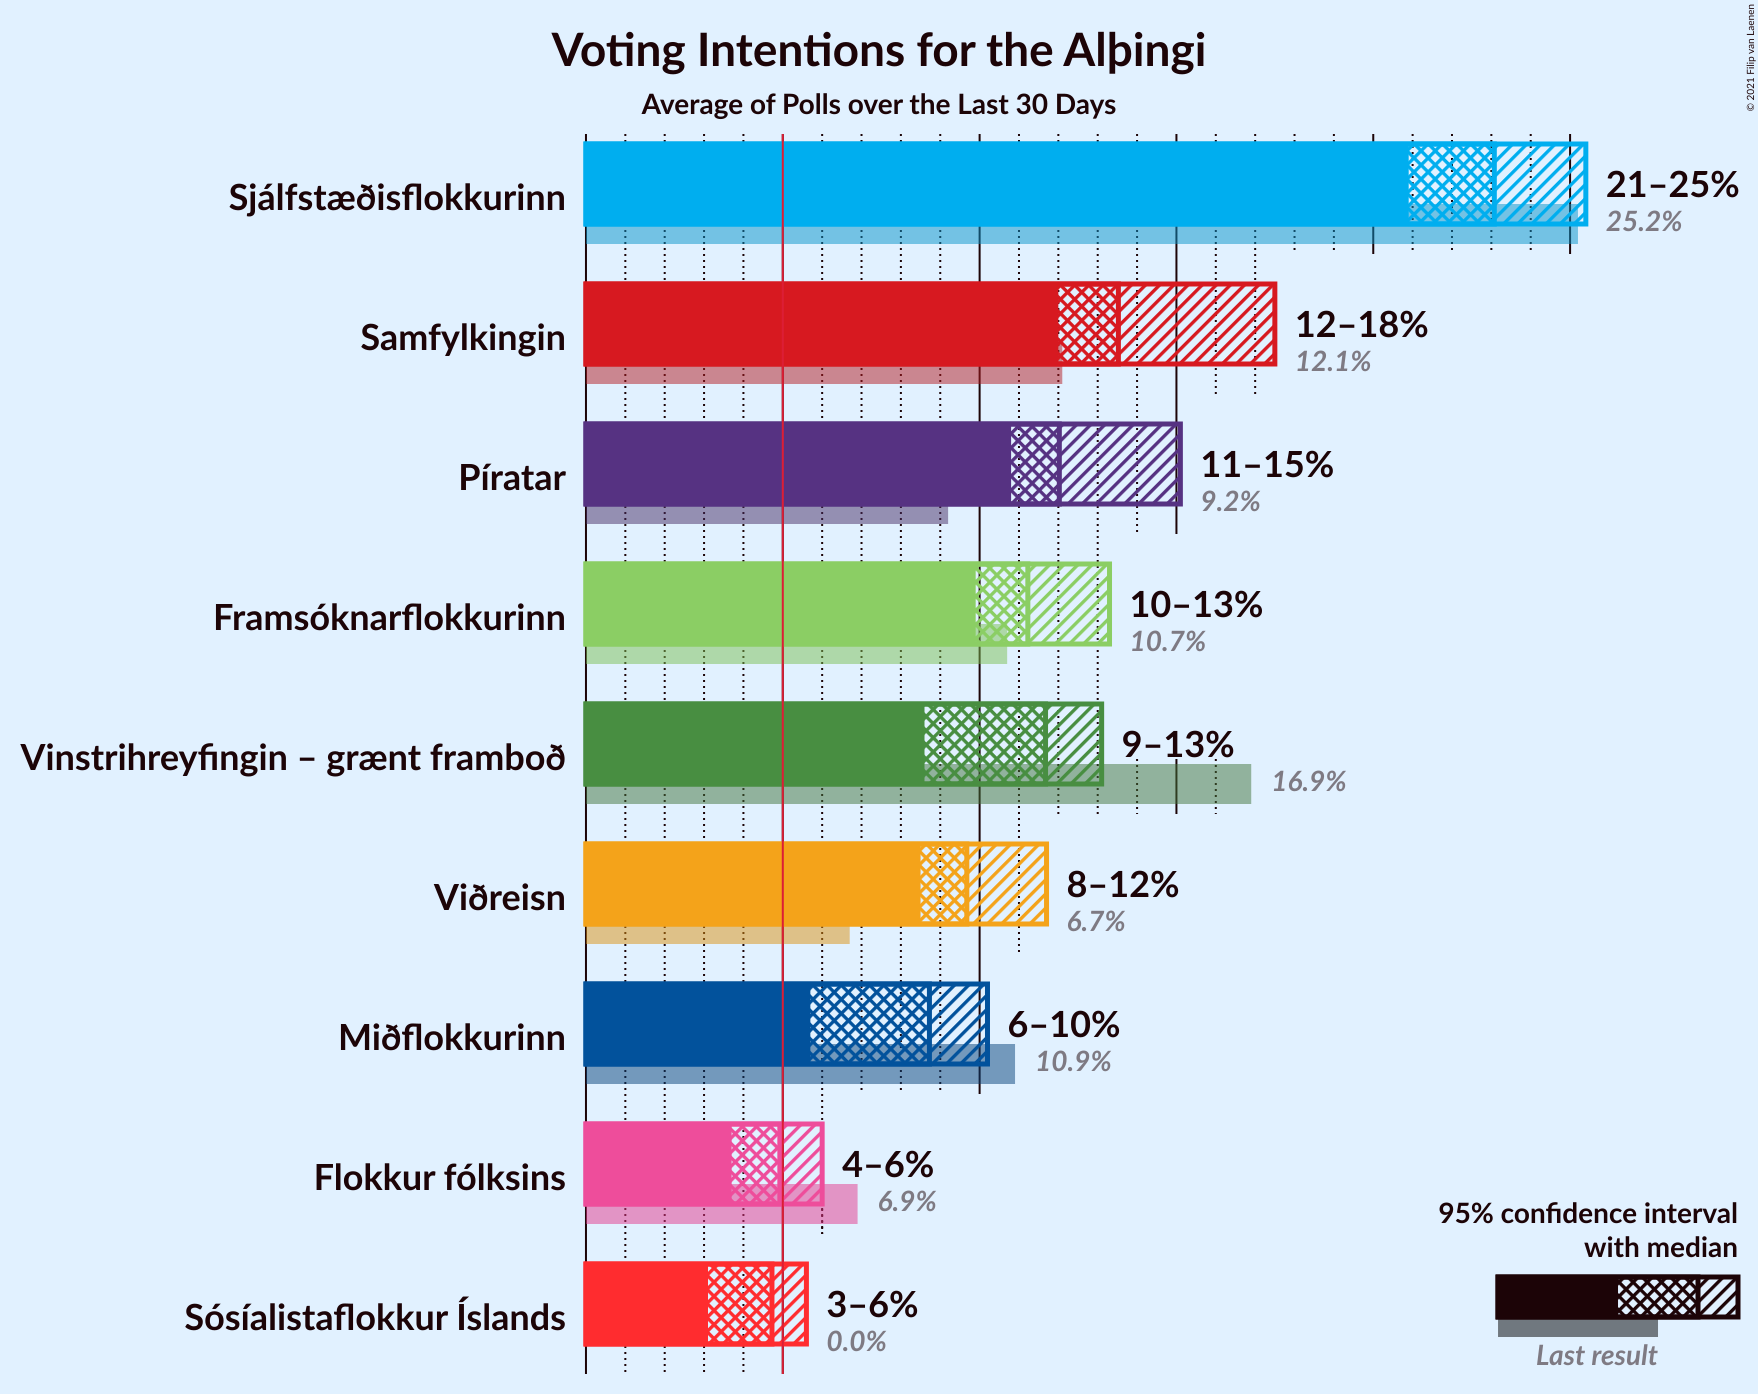 Voting Intentions for the Alþingi
Average of Polls over the Last 30 Days
© 2021 Filip van Laenen
Sjálfstæðisflokkurinn
21–25%
25.2%
Samfylkingin
12–18%
12.1%
Píratar
11–15%
9.2%
Framsóknarflokkurinn
10–13%
10.7%
Vinstrihreyfingin – grænt framboð
9–13%
16.9%
Viðreisn
8–12%
6.7%
Miðflokkurinn
6–10%
10.9%
Flokkur fólksins
4–6%
6.9%
Sósíalistaflokkur Íslands
3–6%
0.0%
95% confidence interval
with median
Last result